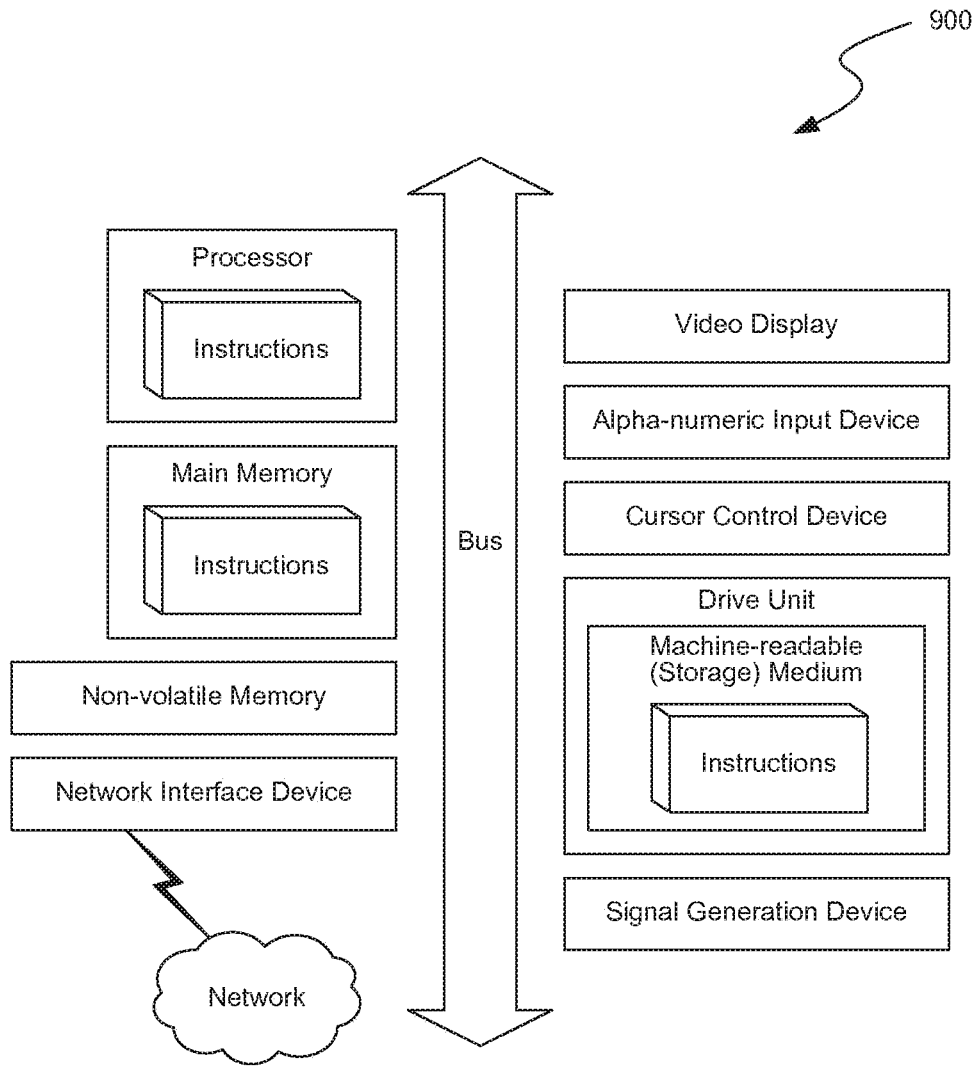 900
Processor
Instructions
Main Memory
Instructions
Non-volatile Memory
Network Interface Device
Network
Bus
Video Display
Alpha-numeric Input Device
Cursor Control Device
Drive Unit
Machine-readable
(Storage) Medium
Instructions
Signal Generation Device